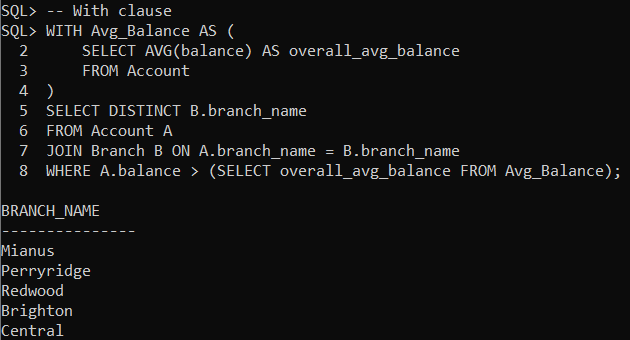 SQL> -- With clause
SQL> WITH Avg_Balance AS (
  2      SELECT AVG(balance) AS overall_avg_balance
  3      FROM Account
  4  )
  5  SELECT DISTINCT B.branch_name
  6  FROM Account A
  7  JOIN Branch B ON A.branch_name = B.branch_name
  8  WHERE A.balance > (SELECT overall_avg_balance FROM Avg_Balance);

BRANCH_NAME
---------------
Mianus
Perryridge
Redwood
Brighton
Central